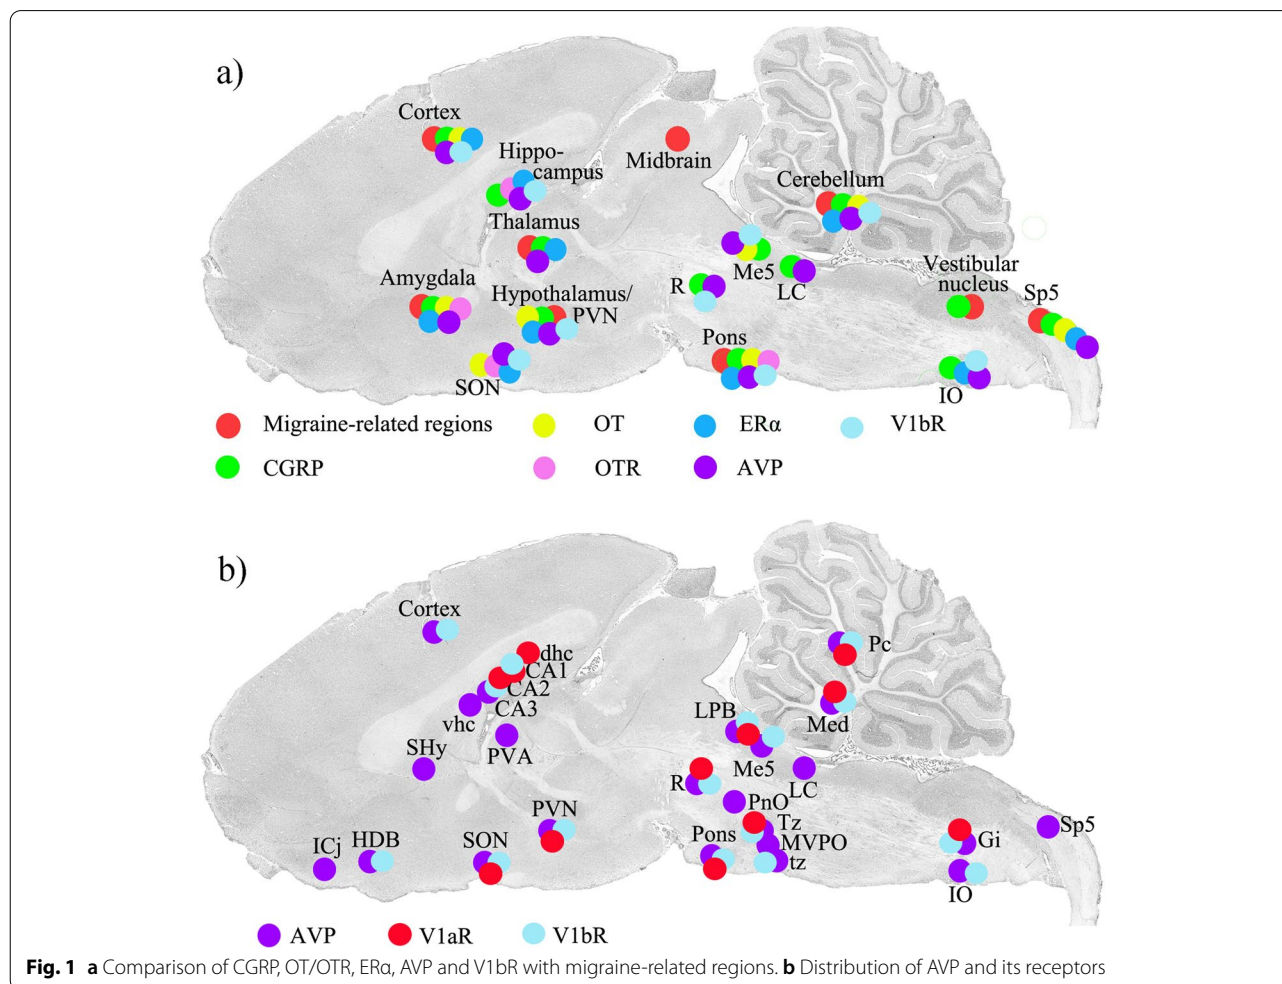 a)
Cortex
Hippo-
campus
Midbrain
Cerebellum
Thalamus
Me5
LC
R
Vestibular
nucleus
Sp5
Amygdala
Hypothalamus/
PVN
Pons
SON
IO
Migraine-related regions
OT
ERα
V1bR
CGRP
OTR
AVP
b)
Cortex
dhc
CA1
CA2
CA3
vhc
PVA
SHy
Pc
Med
LPB
Me5
LC
R
PnO
Tz
MVPO
tz
Pons
PVN
SON
HDB
ICj
Gi
Sp5
IO
AVP
V1aR
V1bR
Fig. 1 a Comparison of CGRP, OT/OTR, ERα, AVP and V1bR with migraine-related regions. b Distribution of AVP and its receptors